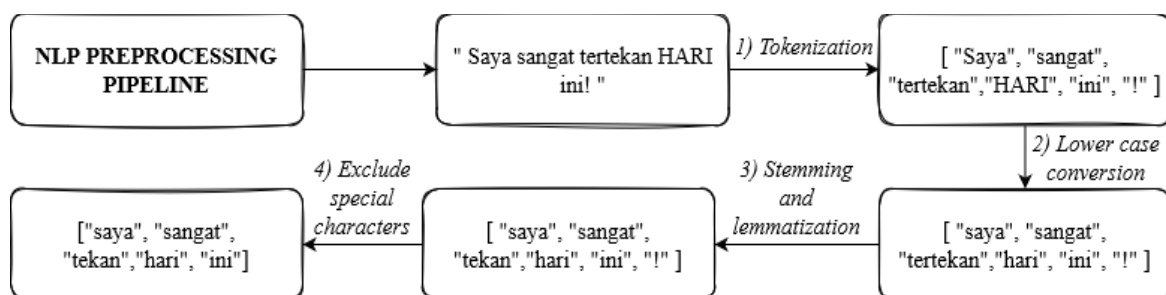 NLP PREPROCESSING
PIPELINE
" Saya sangat tertekan HARI
ini! "
1) Tokenization
[ "Saya", "sangat",
"tertekan","HARI", "ini", "!" ]
2) Lower case
conversion
[ "saya", "sangat",
"tertekan","hari", "ini", "!" ]
3) Stemming
and
lemmatization
[ "saya", "sangat",
"tekan","hari", "ini", "!" ]
4) Exclude
special
characters
["saya", "sangat",
"tekan","hari", "ini"]